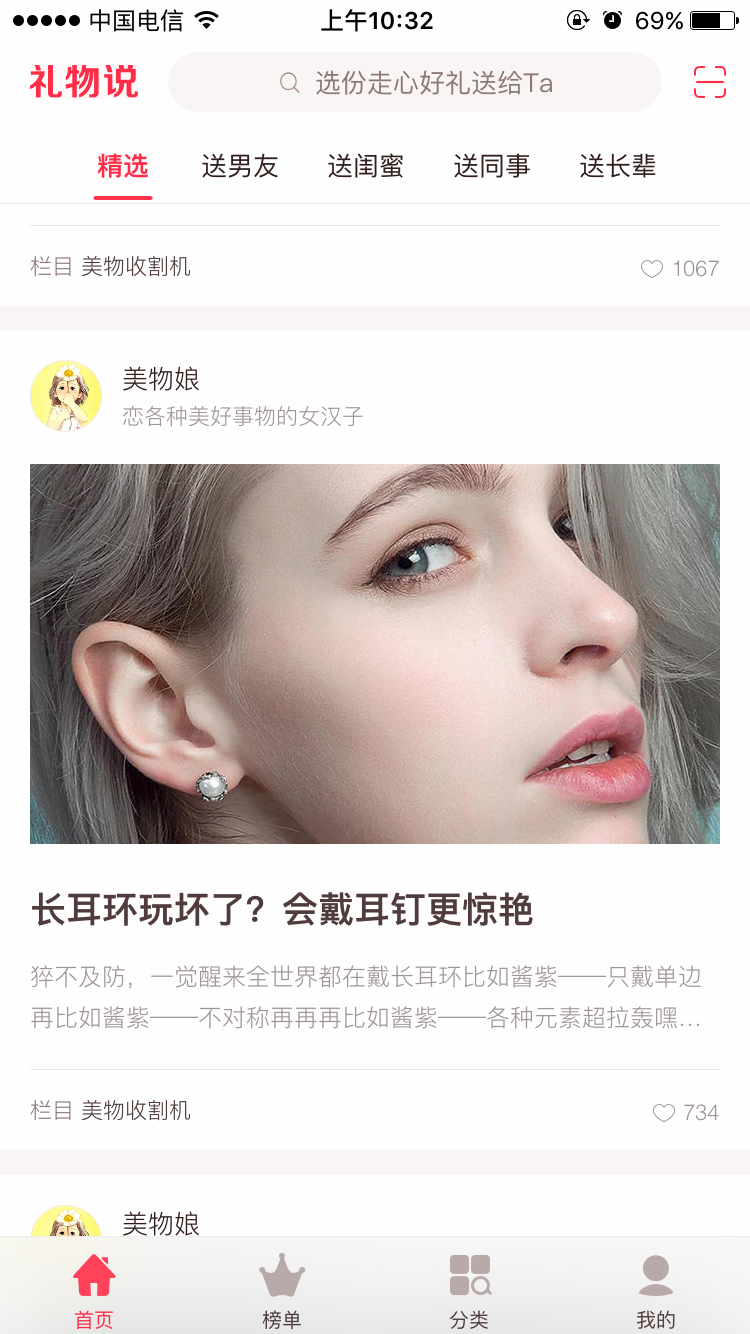 中国电信 上午10:32 69%
礼物说 选份走心好礼送给Ta
精选 送男友 送闺蜜 送同事 送长辈
栏目 美物收割机 1067
美物娘
恋各种美好事物的女汉子
长耳环玩坏了？会戴耳钉更惊艳
猝不及防，一觉醒来全世界都在戴长耳环比如酱紫——只戴单边
再比如酱紫——不对称再再再比如酱紫——各种元素超拉轰嘿...
栏目 美物收割机 734
美物娘
首页 榜单 分类 我的